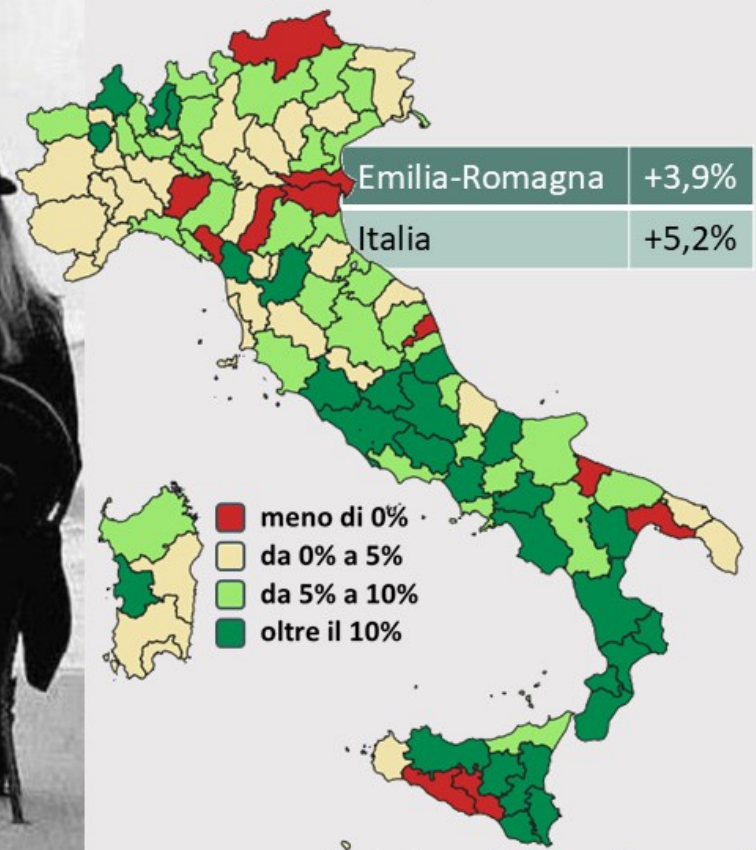 Emilia-Romagna +3,9%
Italia +5,2%
meno di 0%
da 0% a 5%
da 5% a 10%
oltre il 10%